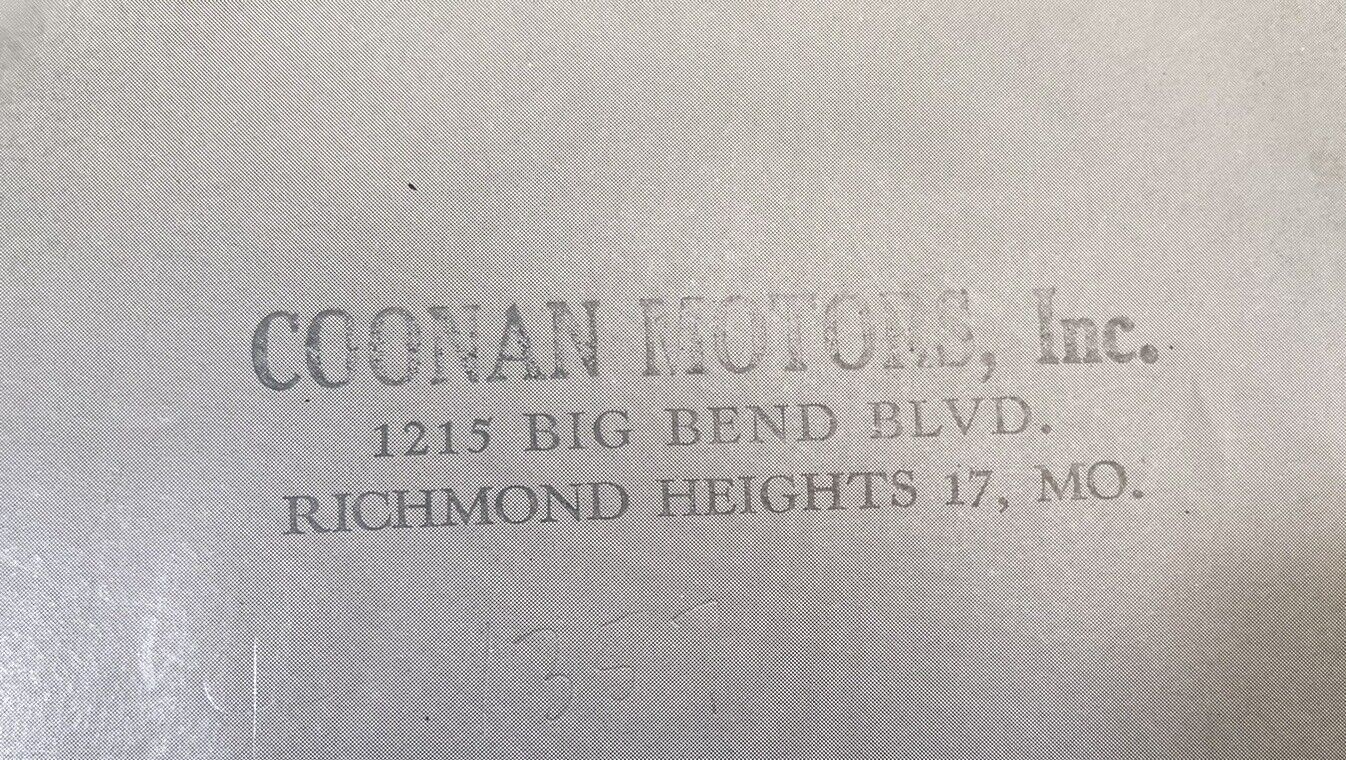 COONAN MOTORS, Inc.
1215 BIG BEND BLVD.
RICHMOND HEIGHTS 17, MO.